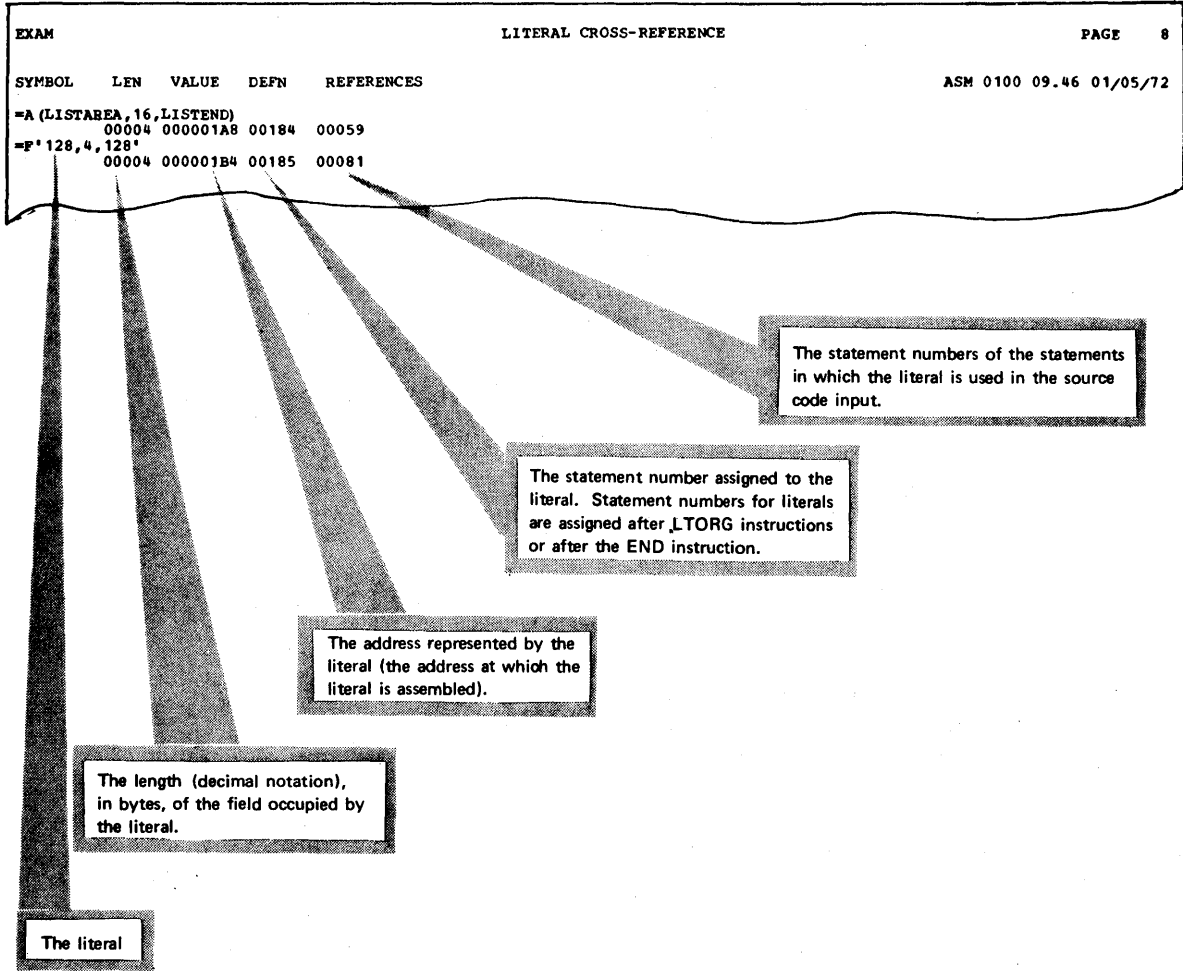 EXAM LITERAL CROSS-REFERENCE PAGE 8
SYMBOL LEN VALUE DEFN REFERENCES ASM 0100 09.46 01/05/72
=A(LISTAREA,16,LISTEND)
00004 000001A8 00184 00059
=F'128,4,128'
00004 000001B4 00185 00081
The statement numbers of the statements
in which the literal is used in the source
code input.
The statement number assigned to the
literal. Statement numbers for literals
are assigned after LTORG instructions
or after the END instruction.
The address represented by the
literal (the address at which the
literal is assembled).
The length (decimal notation),
in bytes, of the field occupied by
the literal.
The literal